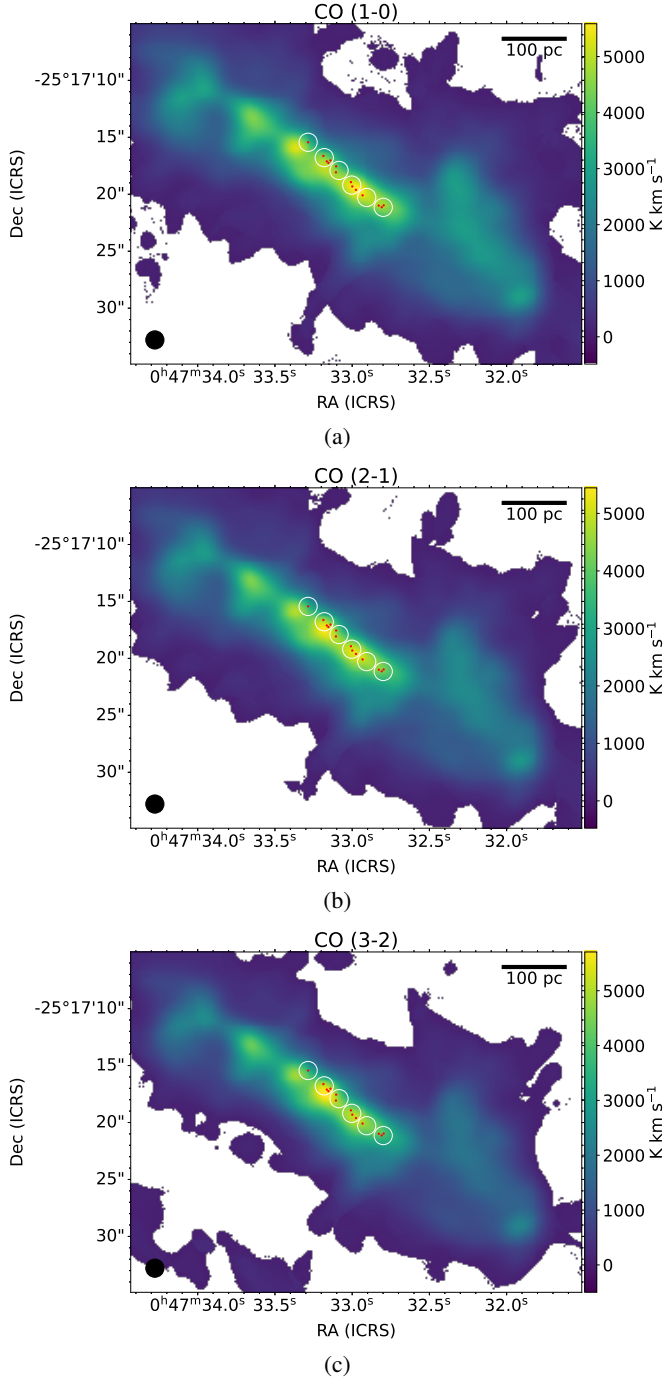 CO (1-0)
100 pc
-25°17'10"
15"
20"
25"
30"
Dec (ICRS)
0ʰ47ᵐ34.0ˢ 33.5ˢ 33.0ˢ 32.5ˢ 32.0ˢ
RA (ICRS)
5000
4000
3000
2000
1000
0
K km s⁻¹
(a)
CO (2-1)
100 pc
-25°17'10"
15"
20"
25"
30"
Dec (ICRS)
0ʰ47ᵐ34.0ˢ 33.5ˢ 33.0ˢ 32.5ˢ 32.0ˢ
RA (ICRS)
5000
4000
3000
2000
1000
0
K km s⁻¹
(b)
CO (3-2)
100 pc
-25°17'10"
15"
20"
25"
30"
Dec (ICRS)
0ʰ47ᵐ34.0ˢ 33.5ˢ 33.0ˢ 32.5ˢ 32.0ˢ
RA (ICRS)
5000
4000
3000
2000
1000
0
K km s⁻¹
(c)